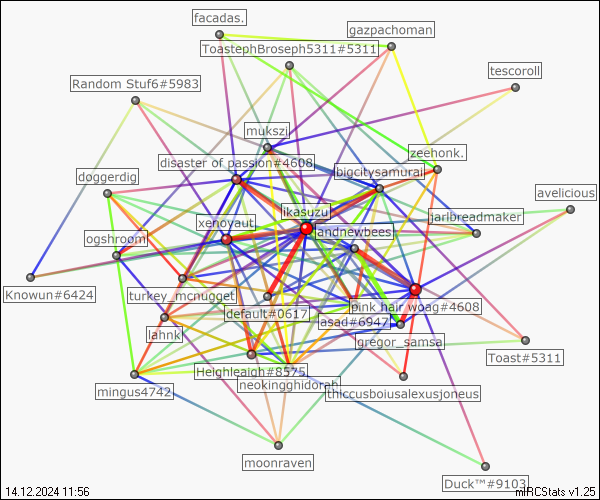 facadas.
gazpachoman
ToastephBroseph5311#5311
tescoroll
Random Stuf6#5983
mukszi
zeehonk.
disaster of passion#4608
bigcitysamurai
doggerdig
avelicious
ikasuzu
jarlbreadmaker
xenoyaut
andnewbees
ogshroom
Knowun#6424
turkey_mcnugget
pink hair woag#4608
default#0617
asad#6947
lahnk
gregor_samsa
Toast#5311
Heighleaigh#8575
neokingghidorah
mingus4742
thiccusboiusalexusjoneus
moonraven
Duck™#9103
14.12.2024 11:56
mIRCStats v1.25